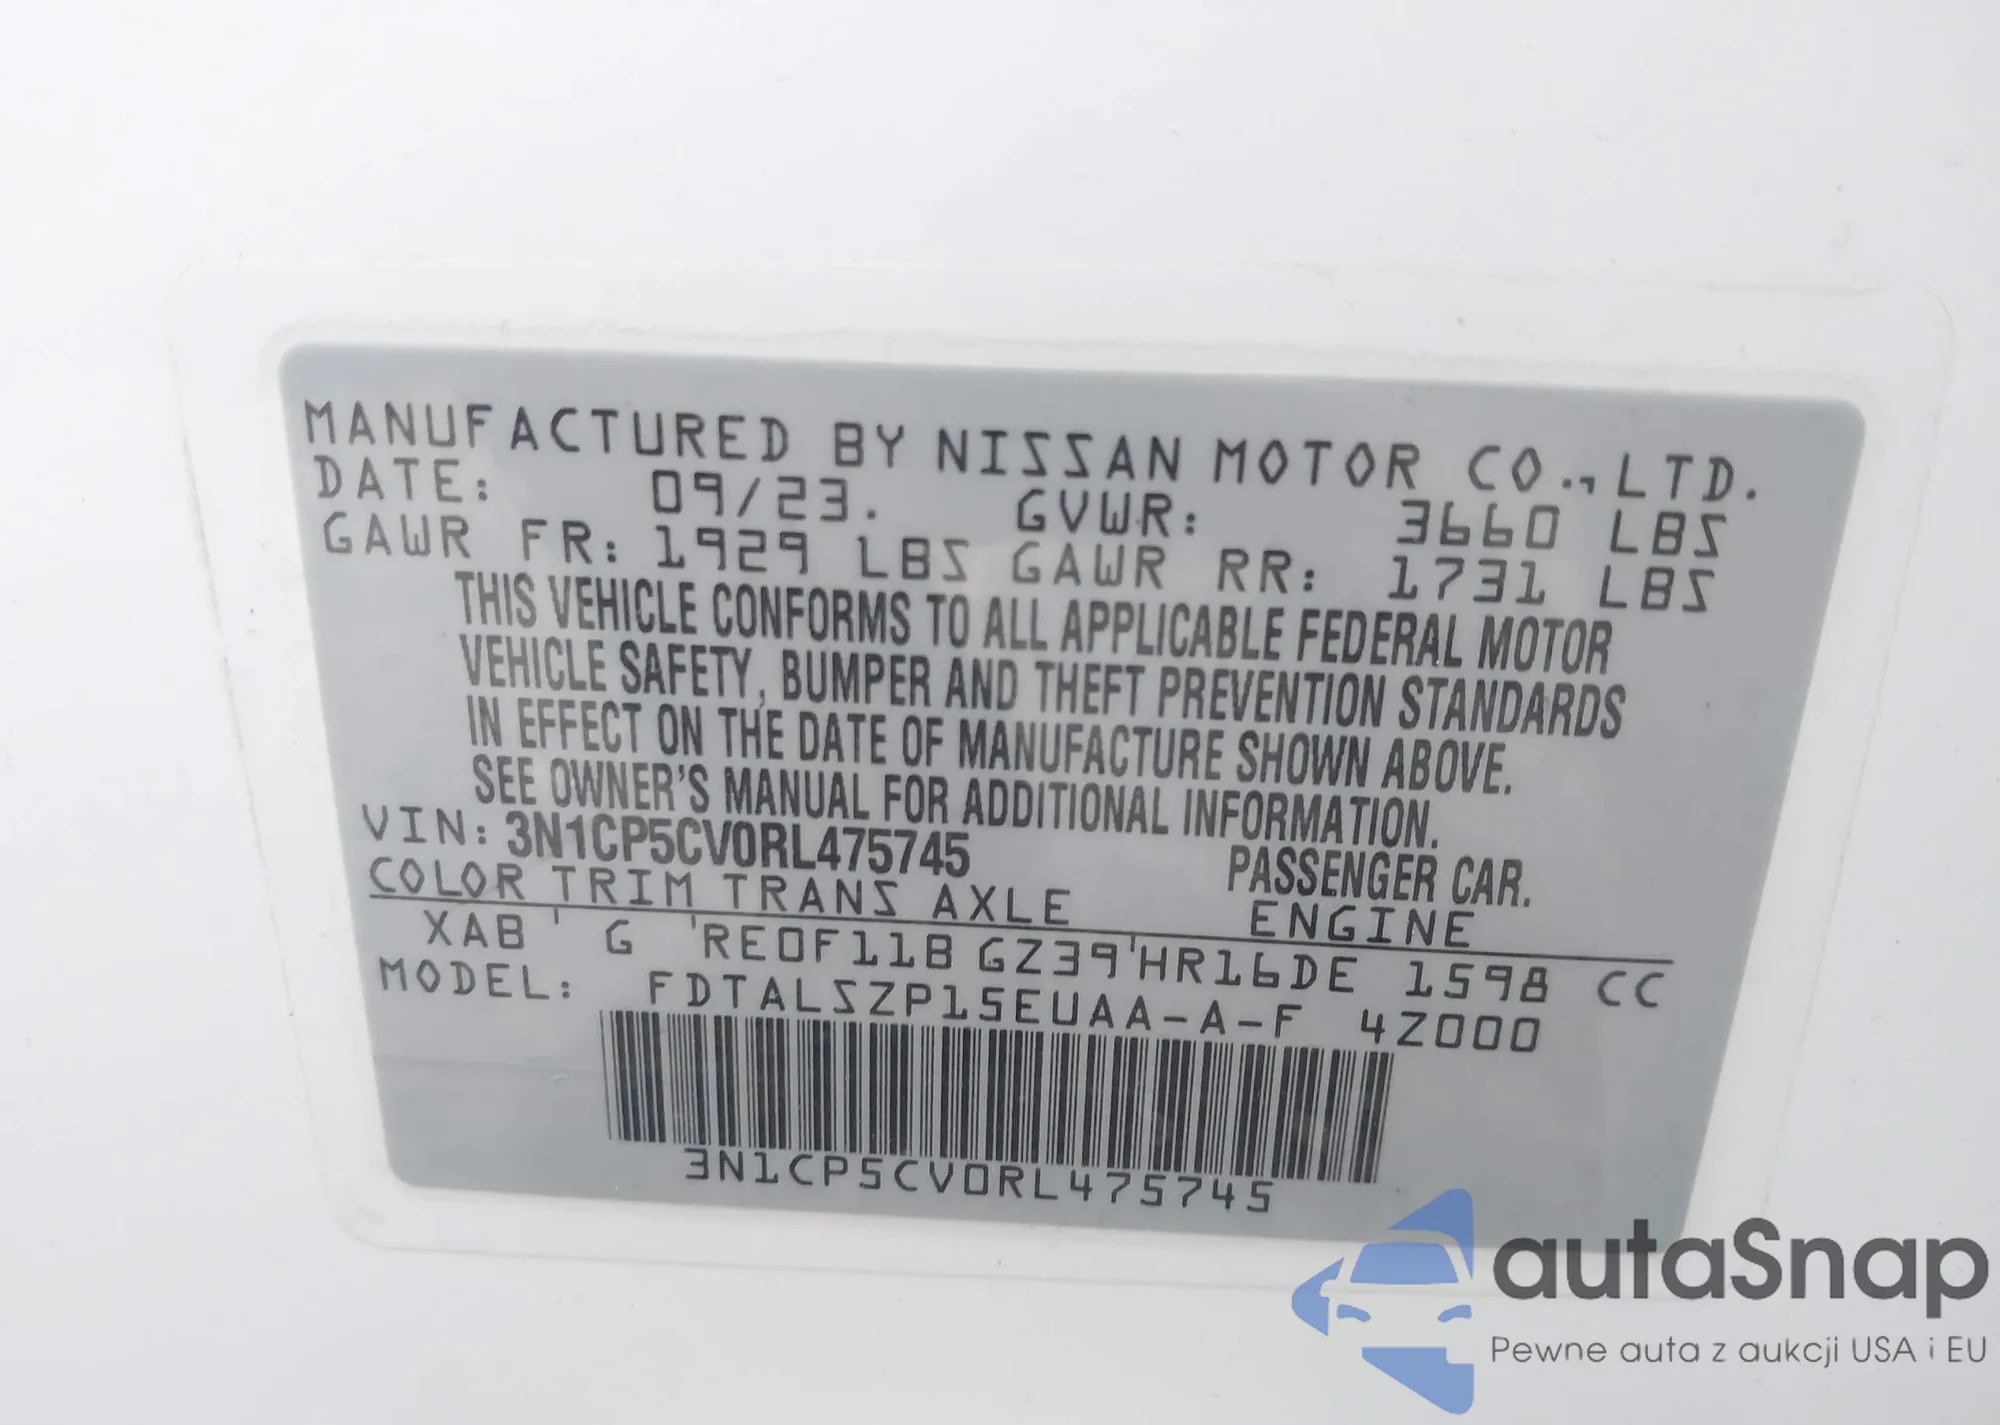 MANUFACTURED BY NISSAN MOTOR CO., LTD.
DATE: 09/23. GVWR: 3660 LBS
GAWR FR: 1929 LBS GAWR RR: 1731 LBS
THIS VEHICLE CONFORMS TO ALL APPLICABLE FEDERAL MOTOR
VEHICLE SAFETY, BUMPER AND THEFT PREVENTION STANDARDS
IN EFFECT ON THE DATE OF MANUFACTURE SHOWN ABOVE.
SEE OWNER'S MANUAL FOR ADDITIONAL INFORMATION.
VIN: 3N1CP5CV0RL475745 PASSENGER CAR.
COLOR TRIM TRANS AXLE ENGINE
XAB ' G 'RE0F11B GZ39'HR16DE 1598 CC
MODEL: FDTALSZP15EUAA-A-F 4Z000
3N1CP5CV0RL475745
autaSnap
Pewne auta z aukcji USA i EU